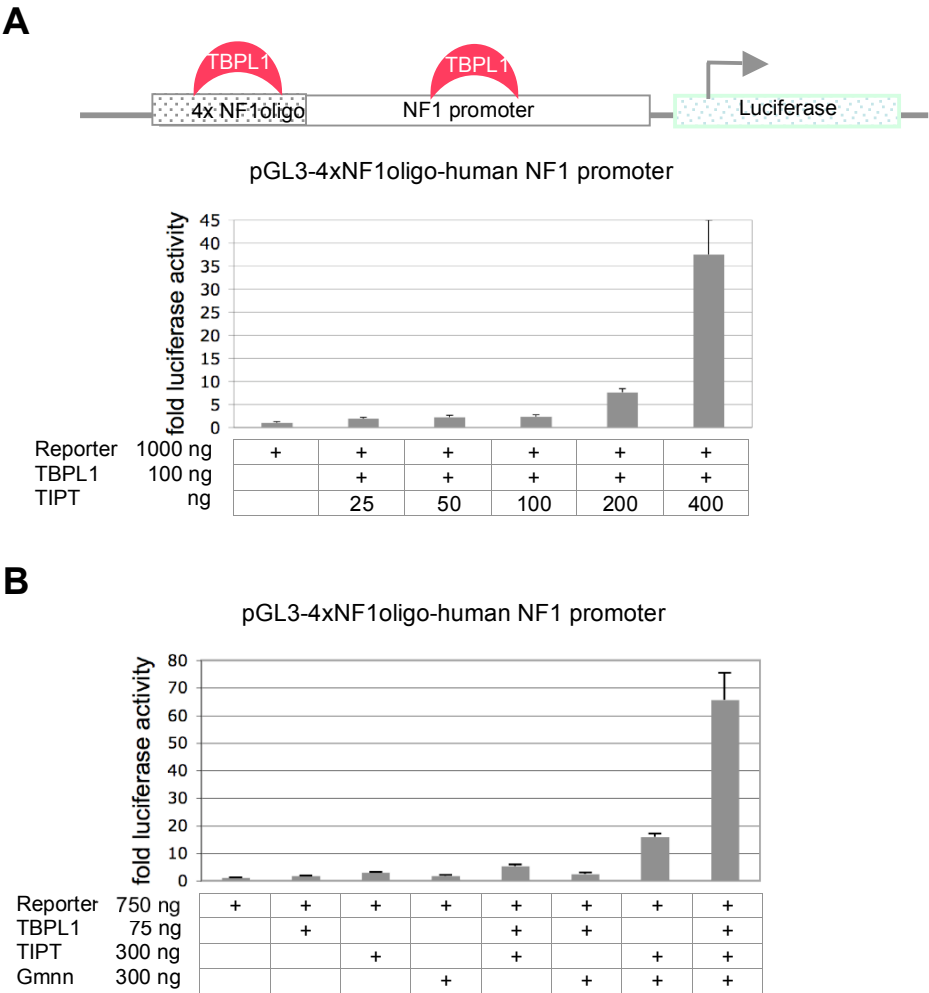 A
TBPL1 TBPL1
4x NF1oligo NF1 promoter Luciferase
pGL3-4xNF1oligo-human NF1 promoter
fold luciferase activity
45
40
35
30
25
20
15
10
5
0
Reporter 1000 ng + + + + + +
TBPL1 100 ng + + + + +
TIPT ng 25 50 100 200 400
B
pGL3-4xNF1oligo-human NF1 promoter
fold luciferase activity
80
70
60
50
40
30
20
10
0
Reporter 750 ng + + + + + + + +
TBPL1 75 ng + + + +
TIPT 300 ng + + + +
Gmnn 300 ng + + + +